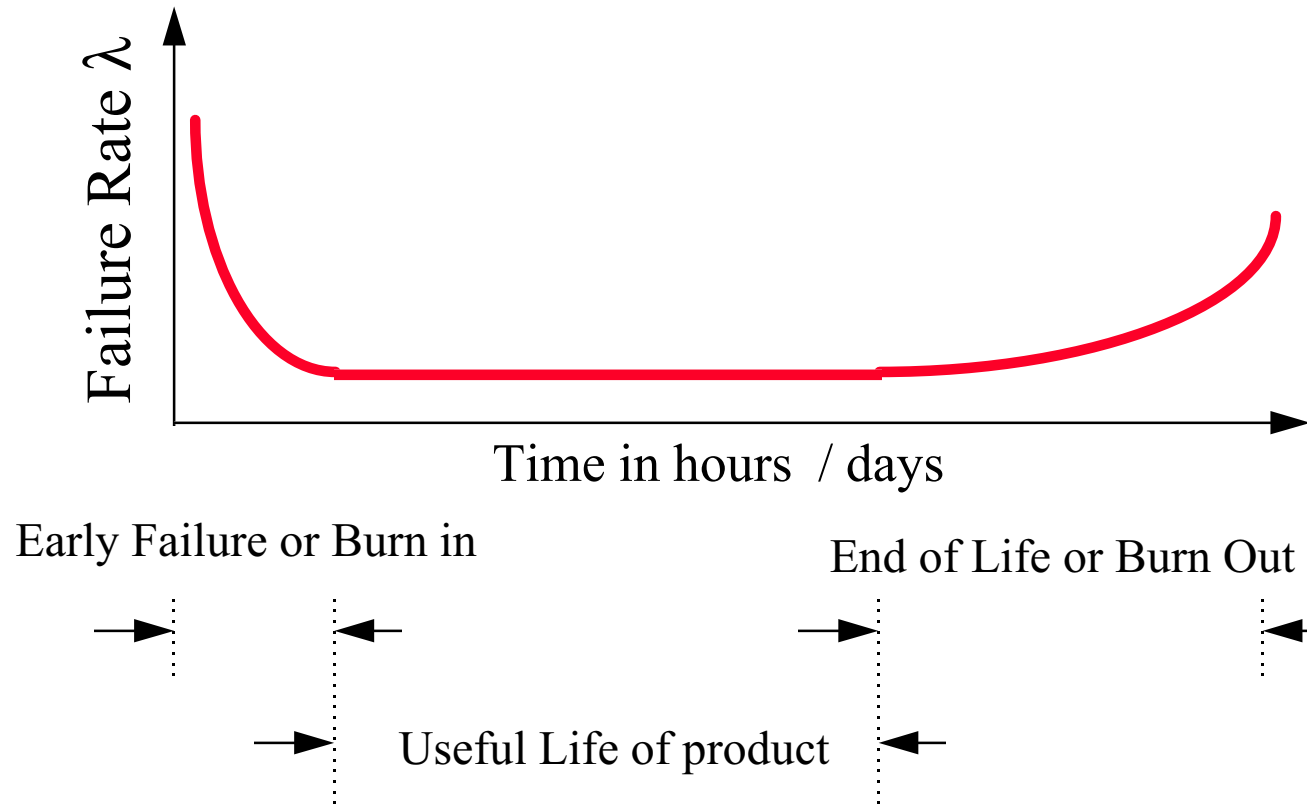 Failure Rate λ
Time in hours / days
Early Failure or Burn in
End of Life or Burn Out
Useful Life of product